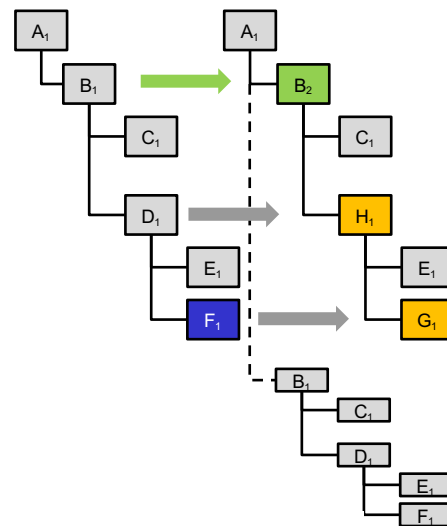 A₁ A₁
B₁ B₂
C₁ C₁
D₁ H₁
E₁ E₁
F₁ G₁
B₁
C₁
D₁
E₁
F₁